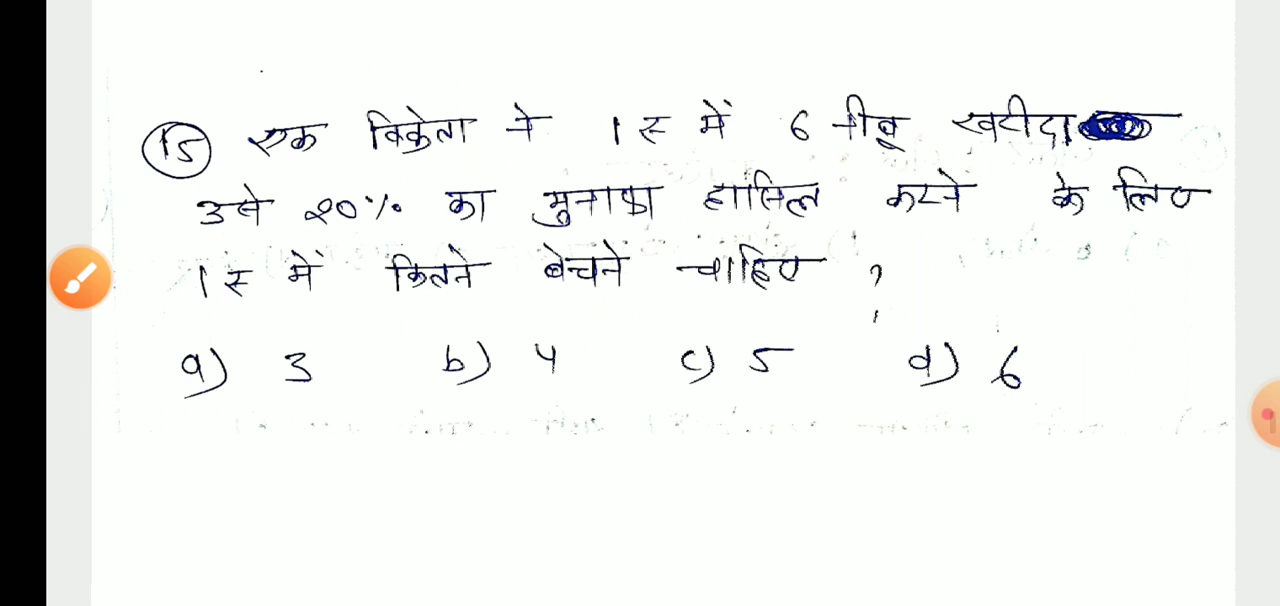 15 एक विक्रेता ने 1 रू में 6 नींबू खरीदा
उसे 20% का मुनाफा हासिल करने के लिए
1 रू में कितने बेचने चाहिए ?
a) 3 b) 4 c) 5 d) 6